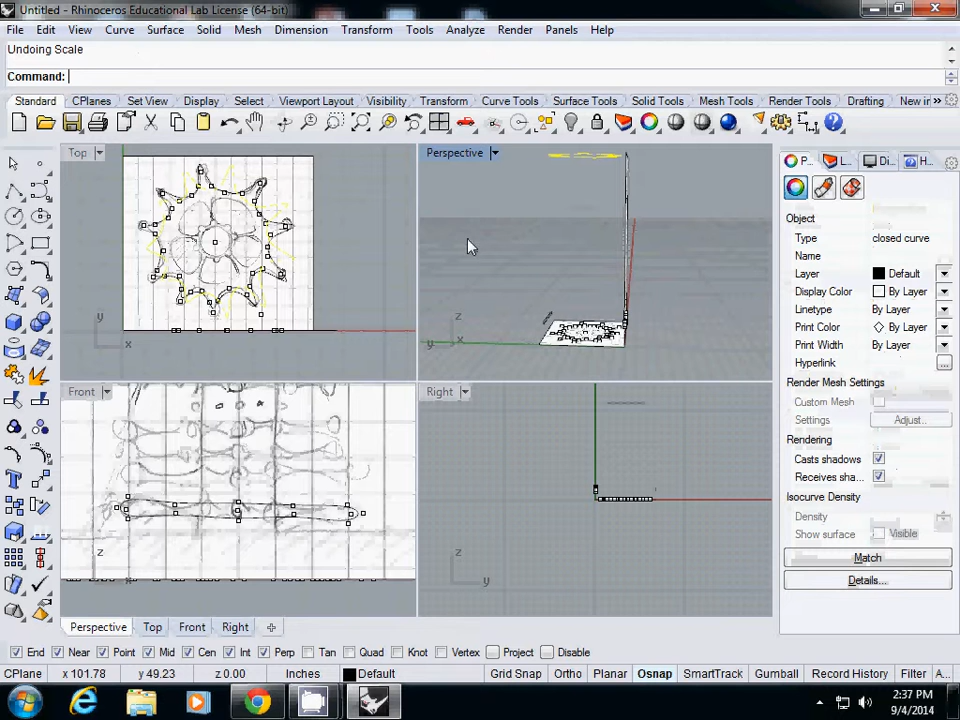 Untitled - Rhinoceros Educational Lab License (64-bit)
File Edit View Curve Surface Solid Mesh Dimension Transform Tools Analyze Render Panels Help
Undoing Scale
Command:
Standard CPlanes Set View Display Select Viewport Layout Visibility Transform Curve Tools Surface Tools Solid Tools Mesh Tools Render Tools Drafting New in »
Top
Perspective
P... L... Di... H...
Object
Type closed curve
Name
Layer Default
Display Color By Layer
Linetype By Layer
Print Color By Layer
Print Width By Layer
Hyperlink ...
Render Mesh Settings
Custom Mesh
Settings Adjust..
Rendering
Casts shadows
Receives sha...
Isocurve Density
Density
Show surface Visible
Match
Details...
y
x
z
y x
Front
Right
z
x
z
y
Perspective Top Front Right
End Near Point Mid Cen Int Perp Tan Quad Knot Vertex Project Disable
CPlane x 101.78 y 49.23 z 0.00 Inches Default Grid Snap Ortho Planar Osnap SmartTrack Gumball Record History Filter A...
2:37 PM
9/4/2014